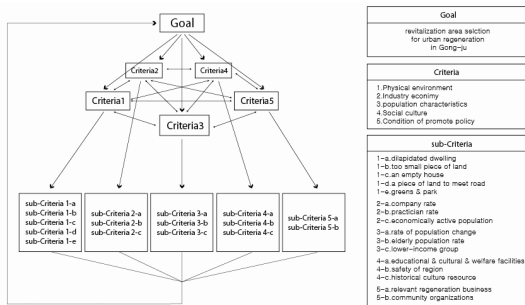 Goal
Criteria2
Criteria4
Criteria1
Criteria5
Criteria3
sub-Criteria 1-a
sub-Criteria 1-b
sub-Criteria 1-c
sub-Criteria 1-d
sub-Criteria 1-e
sub-Criteria 2-a
sub-Criteria 2-b
sub-Criteria 2-c
sub-Criteria 3-a
sub-Criteria 3-b
sub-Criteria 3-c
sub-Criteria 4-a
sub-Criteria 4-b
sub-Criteria 4-c
sub-Criteria 5-a
sub-Criteria 5-b
Goal
revitalization area selction
for urban regeneration
in Gong-ju
Criteria
1.Physical environment
2.Industry econimy
3.population characteristics
4.Social culture
5.Condition of promote policy
sub-Criteria
1-a.dilapidated dwelling
1-b.too small piece of land
1-c.an empty house
1-d.a piece of land to meet road
1-e.greens & park
2-a.company rate
2-b.practician rate
2-c.economically active population
3-a.rate of population change
3-b.elderly population rate
3-c.lower-income group
4-a.educational & cultural & welfare facilities
4-b.safety of region
4-c.historical culture resource
5-a.relevant regeneration business
5-b.community organizations